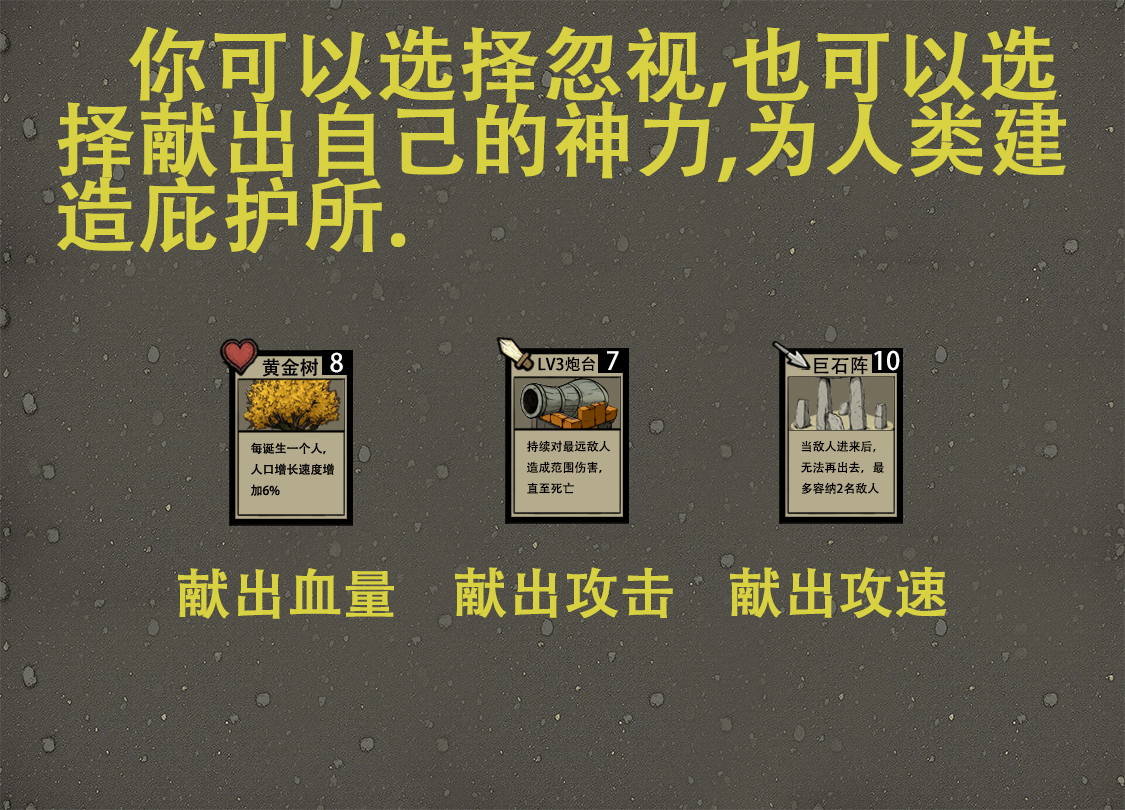 你可以选择忽视,也可以选
择献出自己的神力,为人类建
造庇护所.
黄金树 8
每诞生一个人,
人口增长速度增
加6%
LV3炮台 7
持续对最远敌人
造成范围伤害,
直至死亡
巨石阵 10
当敌人进来后,
无法再出去, 最
多容纳2名敌人
献出血量 献出攻击 献出攻速